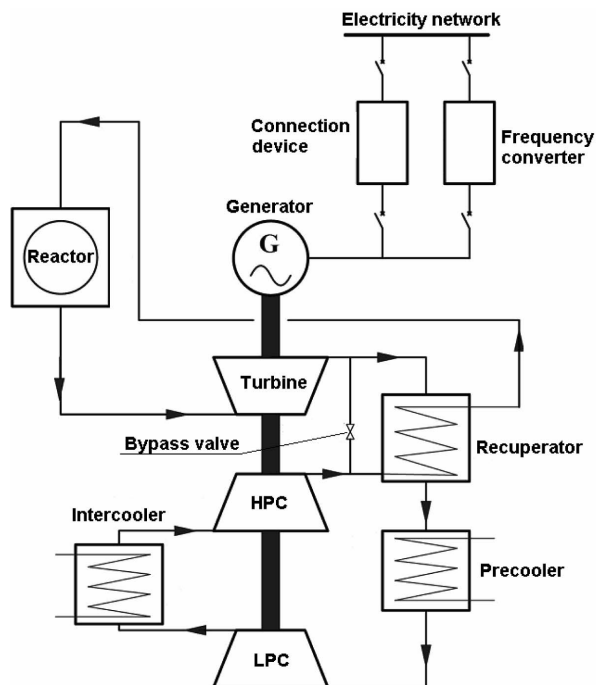 Electricity network
Connection
device
Frequency
converter
Generator
G
Reactor
Turbine
Bypass valve
Recuperator
HPC
Intercooler
Precooler
LPC